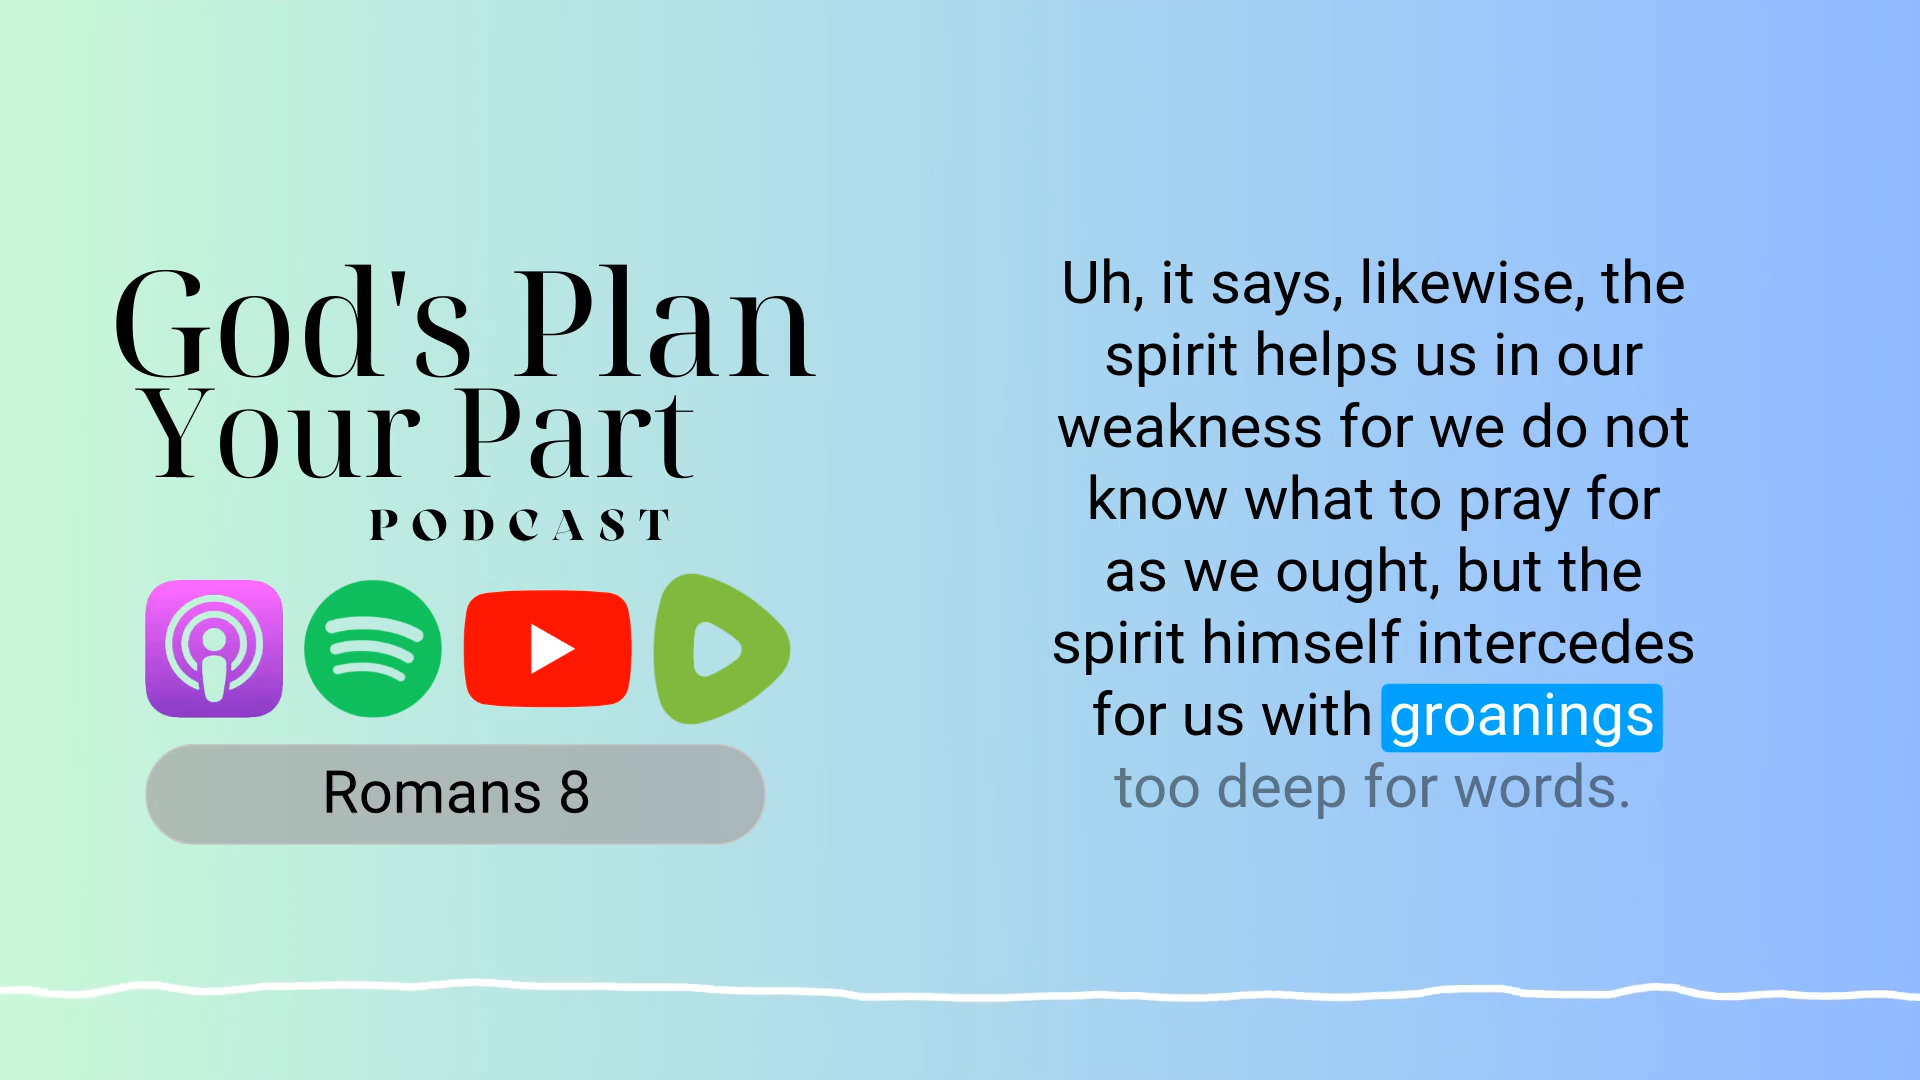 God's Plan
Your Part
PODCAST
Romans 8
Uh, it says, likewise, the
spirit helps us in our
weakness for we do not
know what to pray for
as we ought, but the
spirit himself intercedes
for us with groanings
too deep for words.